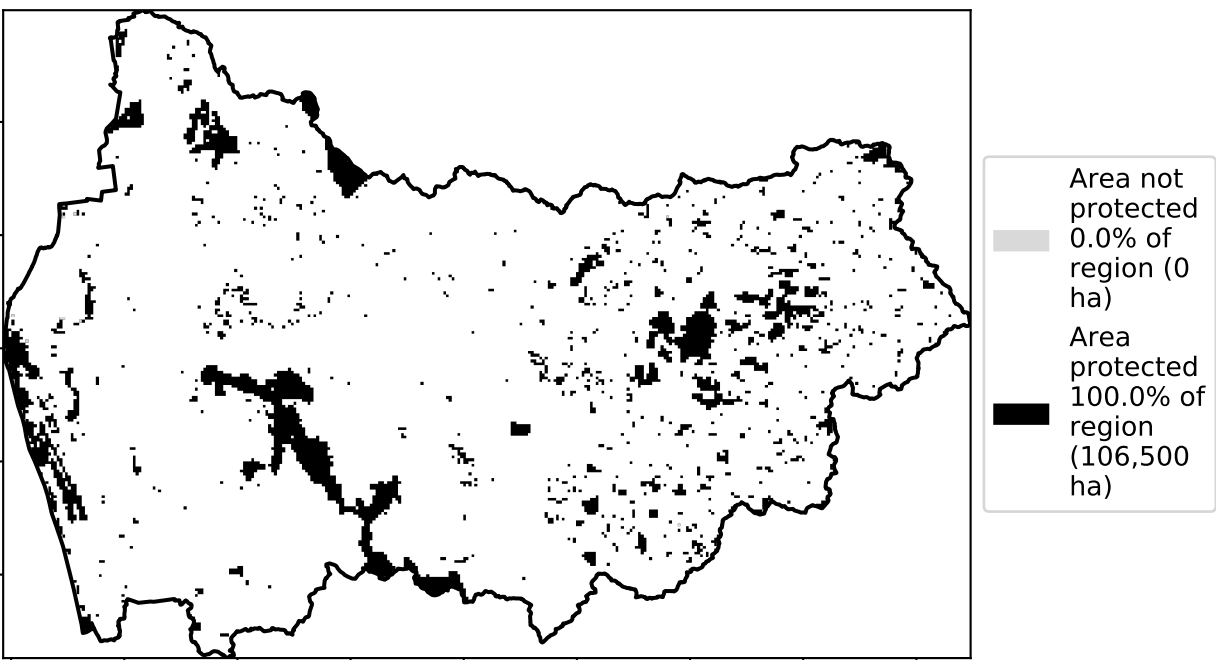 Area not
protected
0.0% of
region (0
ha)
Area
protected
100.0% of
region
(106,500
ha)